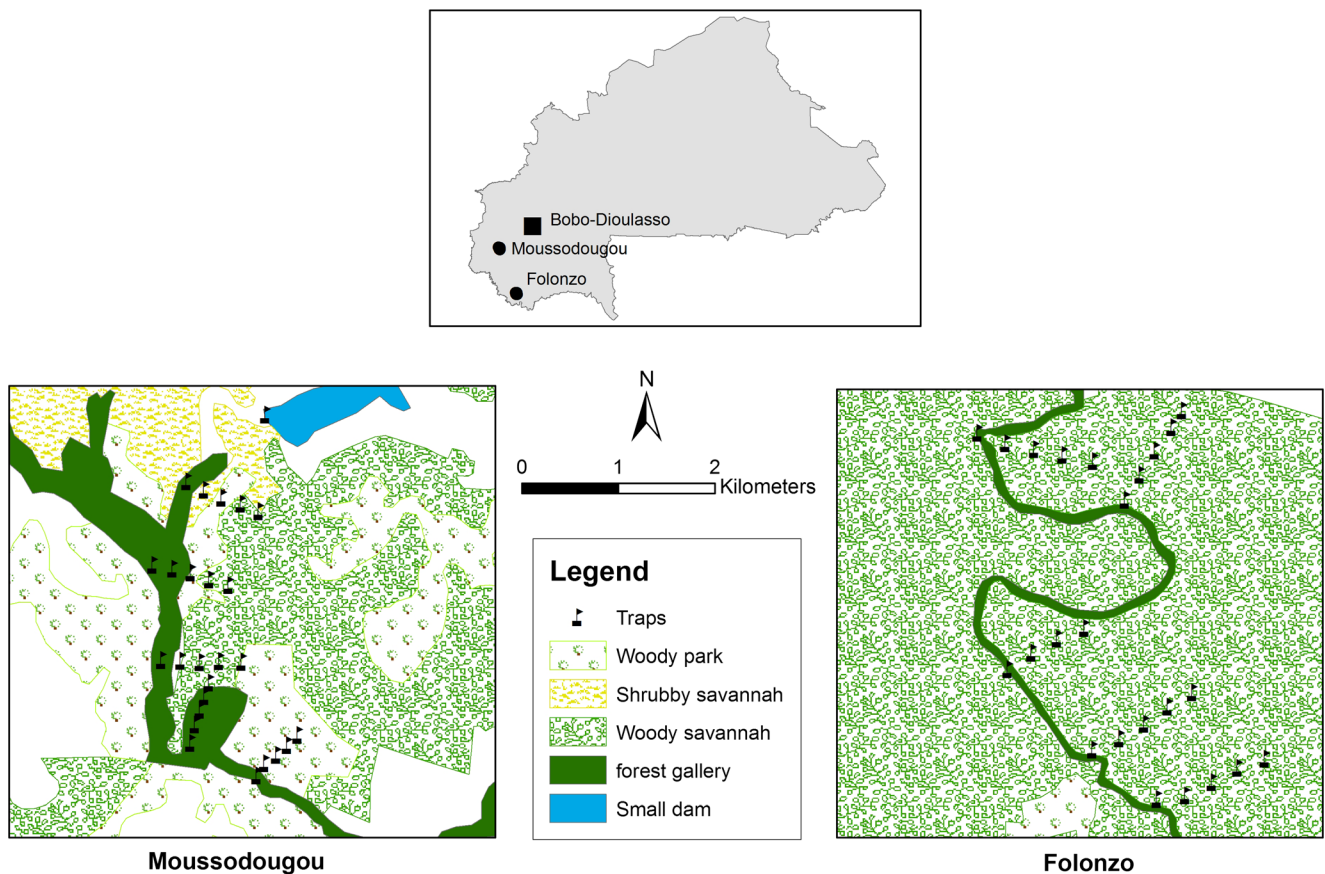 Bobo-Dioulasso
Moussodougou
Folonzo
N
0 1 2
Kilometers
Legend
Traps
Woody park
Shrubby savannah
Woody savannah
forest gallery
Small dam
Moussodougou
Folonzo